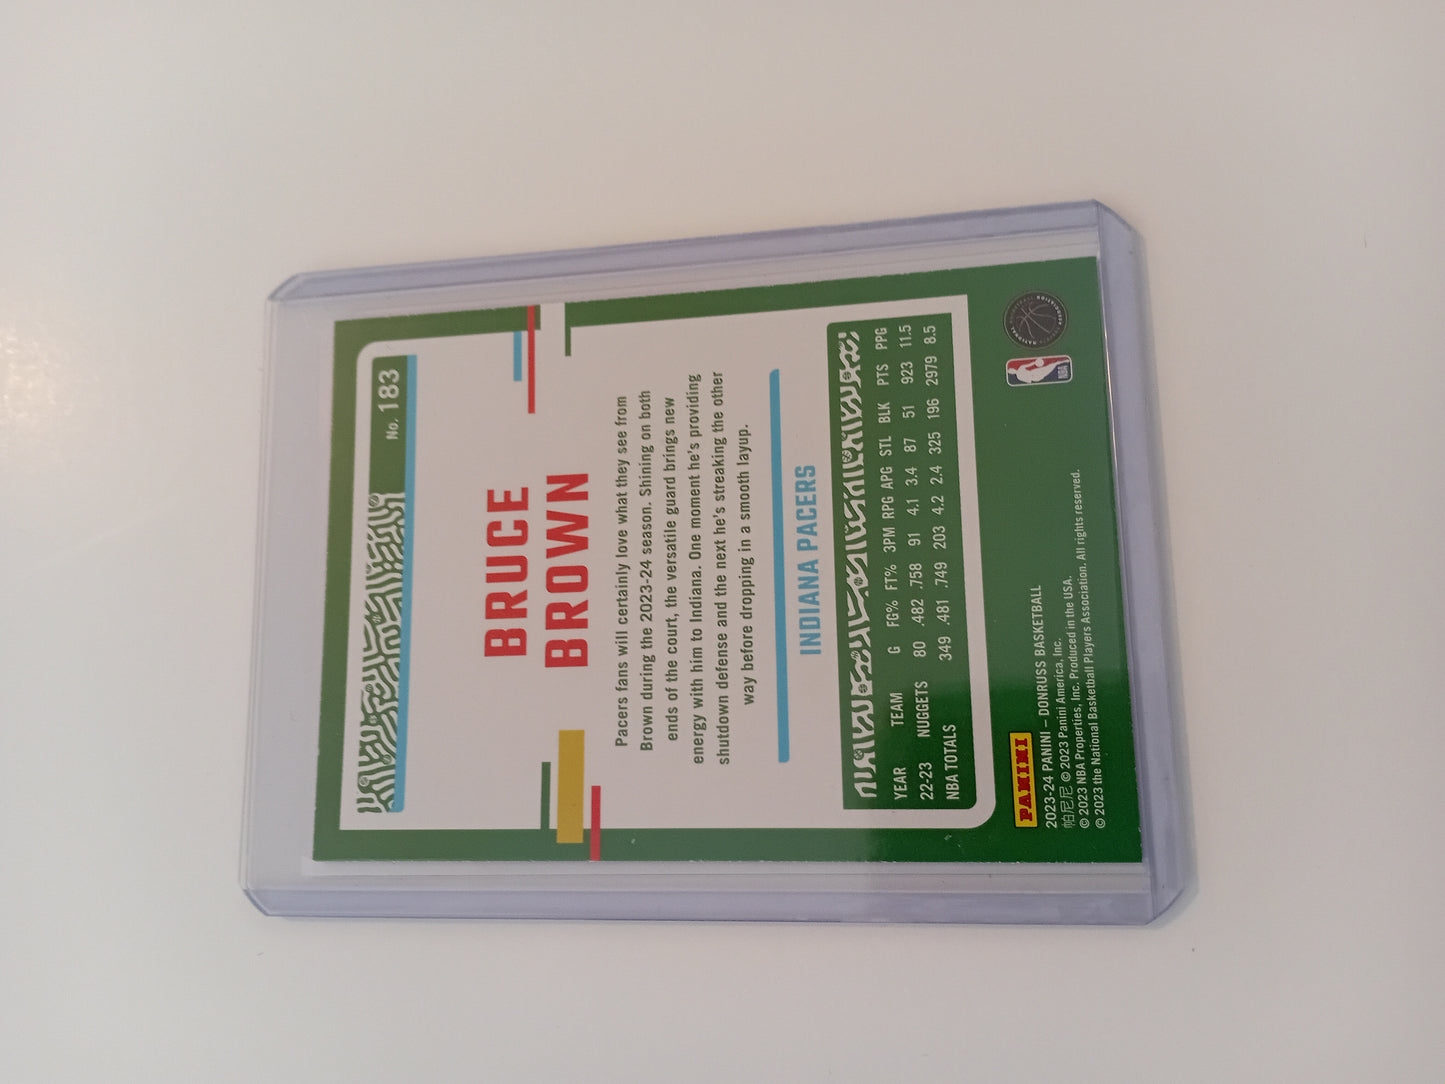 No. 183
BRUCE
BROWN
Pacers fans will certainly love what they see from
Brown during the 2023-24 season. Shining on both
ends of the court, the versatile guard brings new
energy with him to Indiana. One moment he's providing
shutdown defense and the next he's streaking the other
way before dropping in a smooth layup.
INDIANA PACERS
YEAR TEAM G FG% FT% 3PM RPG APG STL BLK PTS PPG
22-23 NUGGETS 80 .482 .758 91 4.1 3.4 87 51 923 11.5
NBA TOTALS 349 .481 .749 203 4.2 2.4 325 196 2979 8.5
PANINI
NBA
2023-24 PANINI – DONRUSS BASKETBALL
帕尼尼 © 2023 Panini America, Inc.
© 2023 NBA Properties, Inc. Produced in the USA.
© 2023 the National Basketball Players Association. All rights reserved.